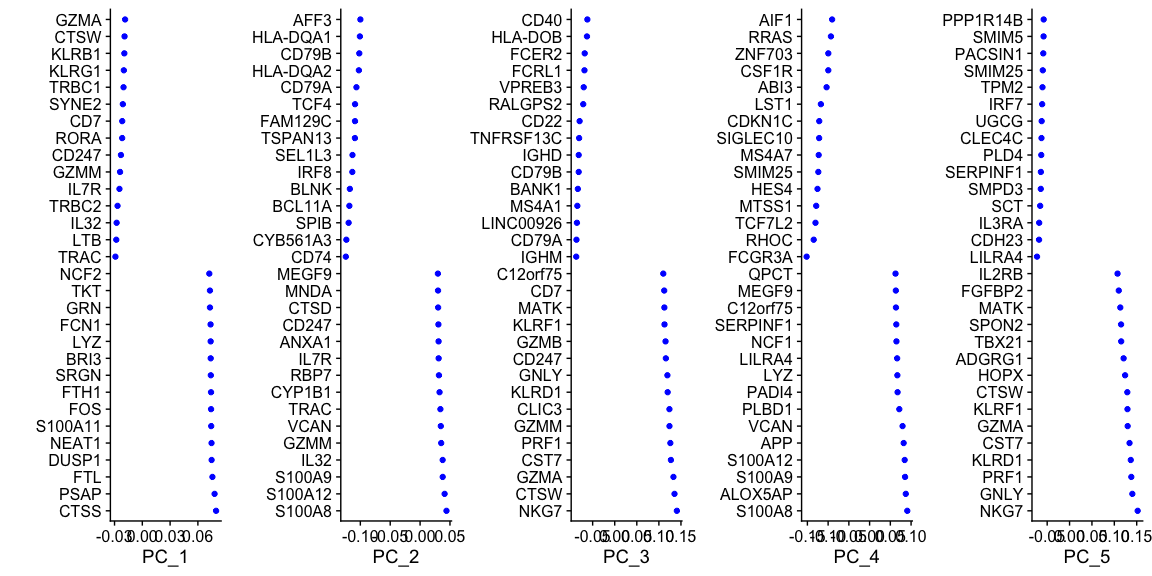 GZMA
CTSW
KLRB1
KLRG1
TRBC1
SYNE2
CD7
RORA
CD247
GZMM
IL7R
TRBC2
IL32
LTB
TRAC
NCF2
TKT
GRN
FCN1
LYZ
BRI3
SRGN
FTH1
FOS
S100A11
NEAT1
DUSP1
FTL
PSAP
CTSS
-0.03 0.00 0.03 0.06
PC_1
AFF3
HLA-DQA1
CD79B
HLA-DQA2
CD79A
TCF4
FAM129C
TSPAN13
SEL1L3
IRF8
BLNK
BCL11A
SPIB
CYB561A3
CD74
MEGF9
MNDA
CTSD
CD247
ANXA1
IL7R
RBP7
CYP1B1
TRAC
VCAN
GZMM
IL32
S100A9
S100A12
S100A8
-0.10 -0.05 0.00 0.05
PC_2
CD40
HLA-DOB
FCER2
FCRL1
VPREB3
RALGPS2
CD22
TNFRSF13C
IGHD
CD79B
BANK1
MS4A1
LINC00926
CD79A
IGHM
C12orf75
CD7
MATK
KLRF1
GZMB
CD247
GNLY
KLRD1
CLIC3
GZMM
PRF1
CST7
GZMA
CTSW
NKG7
-0.05 0.00 0.05 0.10 0.15
PC_3
AIF1
RRAS
ZNF703
CSF1R
ABI3
LST1
CDKN1C
SIGLEC10
MS4A7
SMIM25
HES4
MTSS1
TCF7L2
RHOC
FCGR3A
QPCT
MEGF9
C12orf75
SERPINF1
NCF1
LILRA4
LYZ
PADI4
PLBD1
VCAN
APP
S100A12
S100A9
ALOX5AP
S100A8
-0.15 -0.10 -0.05 0.00 0.05 0.10
PC_4
PPP1R14B
SMIM5
PACSIN1
SMIM25
TPM2
IRF7
UGCG
CLEC4C
PLD4
SERPINF1
SMPD3
SCT
IL3RA
CDH23
LILRA4
IL2RB
FGFBP2
MATK
SPON2
TBX21
ADGRG1
HOPX
CTSW
KLRF1
GZMA
CST7
KLRD1
PRF1
GNLY
NKG7
-0.05 0.00 0.05 0.10 0.15
PC_5